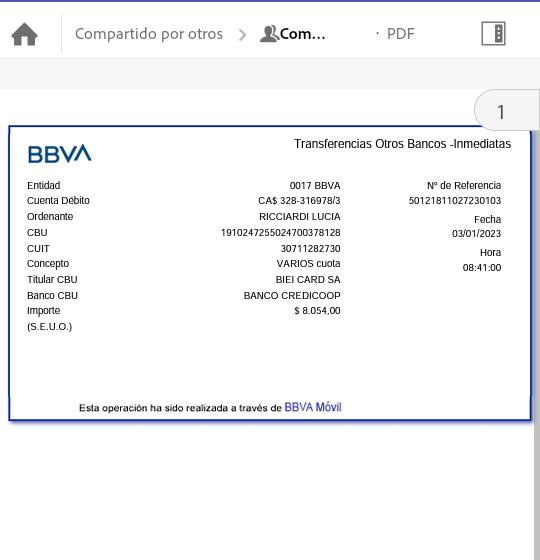 Compartido por otros > Com... · PDF
1
BBVA
Transferencias Otros Bancos -Inmediatas
Entidad 0017 BBVA Nº de Referencia
Cuenta Débito CA$ 328-316978/3 50121811027230103
Ordenante RICCIARDI LUCIA Fecha
CBU 1910247255024700378128 03/01/2023
CUIT 30711282730 Hora
Concepto VARIOS cuota 08:41:00
Titular CBU BIEI CARD SA
Banco CBU BANCO CREDICOOP
Importe $ 8.054,00
(S.E.U.O.)
Esta operación ha sido realizada a través de BBVA Móvil